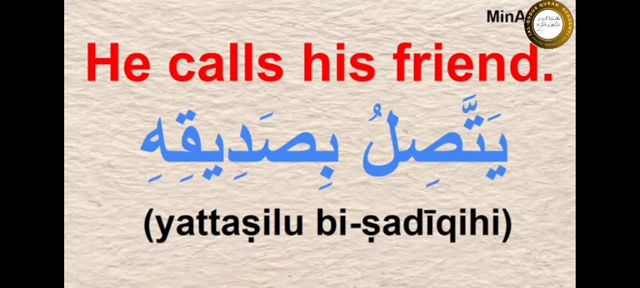 MinA
He calls his friend.
يَتَّصِلُ بِصَدِيقِهِ
(yattaṣilu bi-ṣadīqihi)